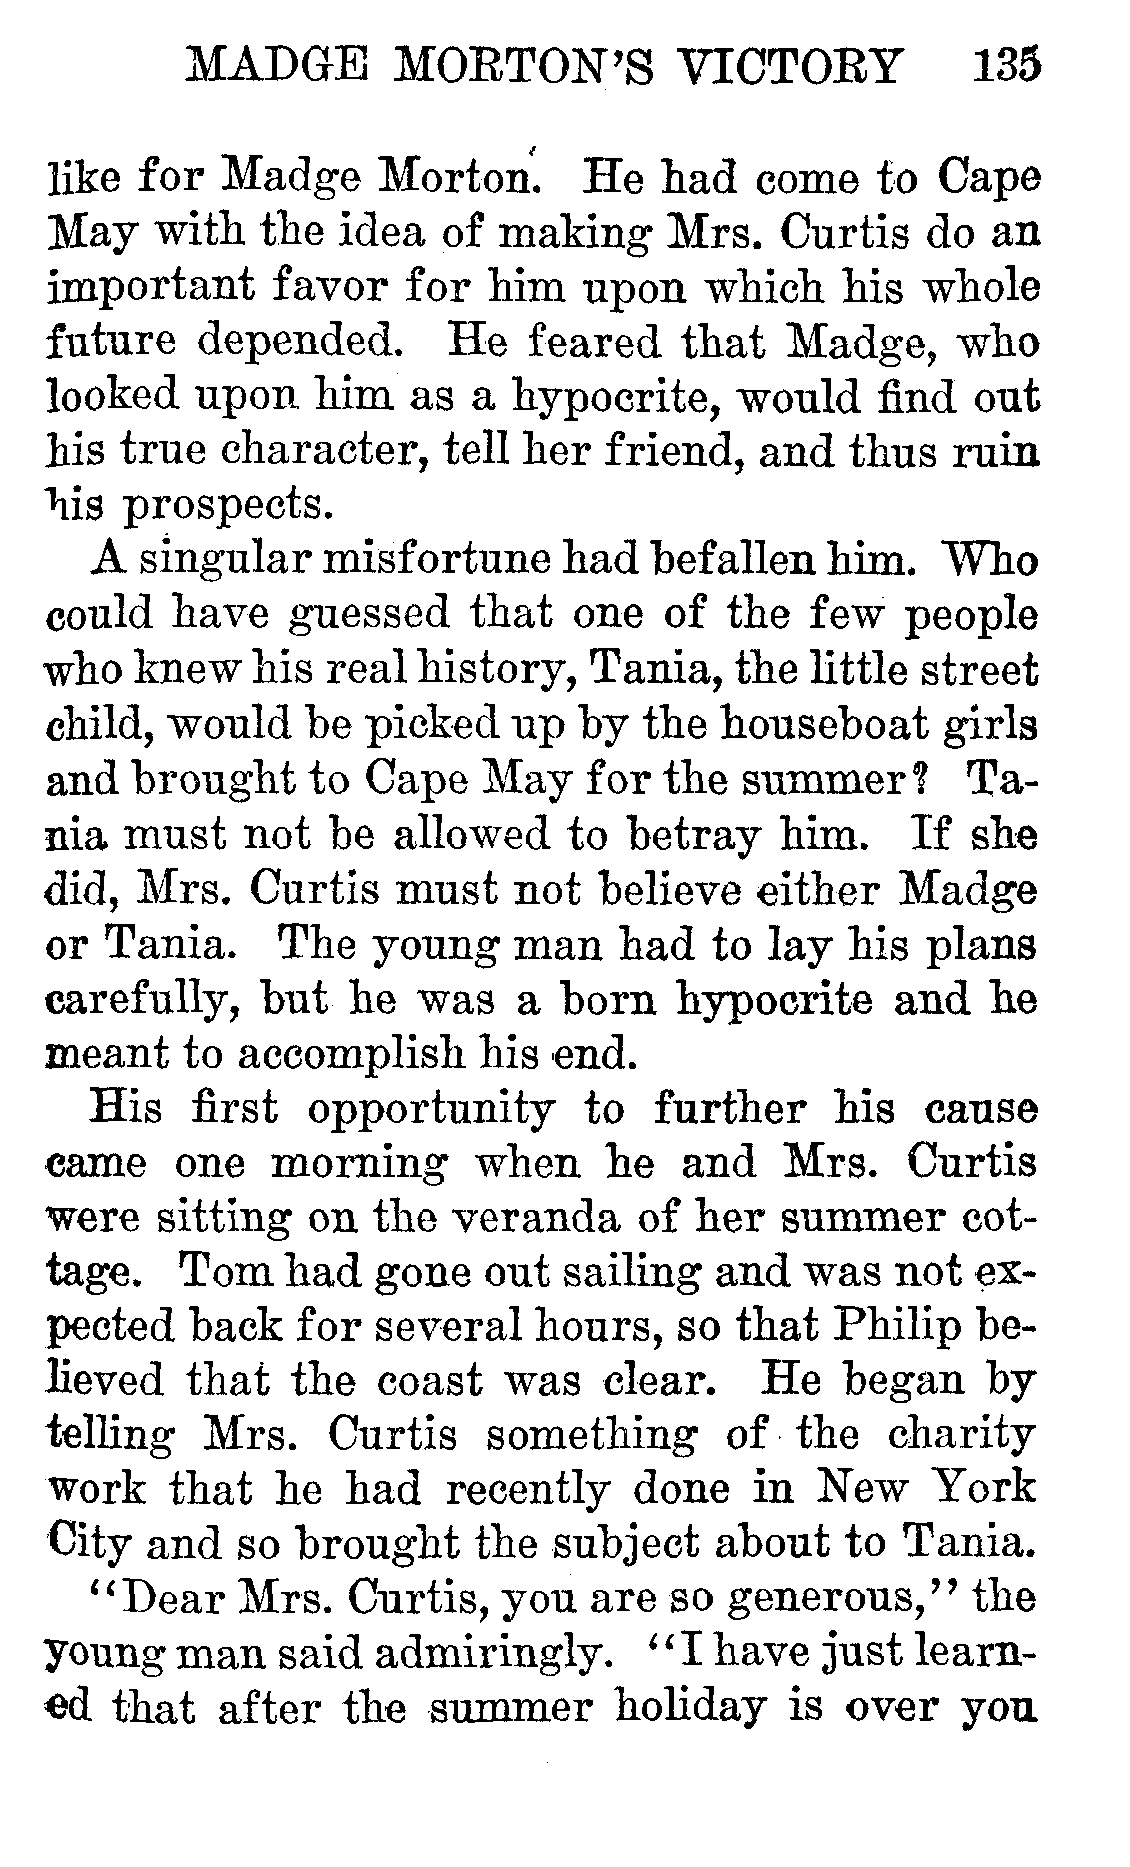 MADGE MORTON'S VICTORY 135
like for Madge Morton. He had come to Cape
May with the idea of making Mrs. Curtis do an
important favor for him upon which his whole
future depended. He feared that Madge, who
looked upon him as a hypocrite, would find out
his true character, tell her friend, and thus ruin
his prospects.
A singular misfortune had befallen him. Who
could have guessed that one of the few people
who knew his real history, Tania, the little street
child, would be picked up by the houseboat girls
and brought to Cape May for the summer? Ta-
nia must not be allowed to betray him. If she
did, Mrs. Curtis must not believe either Madge
or Tania. The young man had to lay his plans
carefully, but he was a born hypocrite and he
meant to accomplish his end.
His first opportunity to further his cause
came one morning when he and Mrs. Curtis
were sitting on the veranda of her summer cot-
tage. Tom had gone out sailing and was not ex-
pected back for several hours, so that Philip be-
lieved that the coast was clear. He began by
telling Mrs. Curtis something of the charity
work that he had recently done in New York
City and so brought the subject about to Tania.
"Dear Mrs. Curtis, you are so generous," the
young man said admiringly. "I have just learn-
ed that after the summer holiday is over you